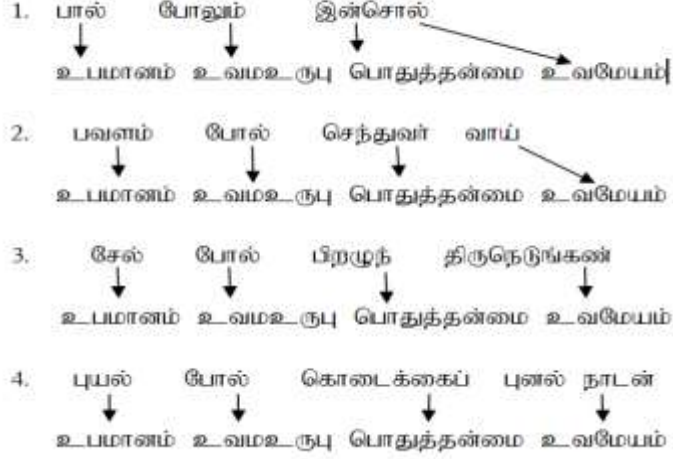 1. பால் போலும் இன்சொல்
உபமானம் உவமஉருபு பொதுத்தன்மை உவமேயம்
2. பவளம் போல் செந்துவர் வாய்
உபமானம் உவமஉருபு பொதுத்தன்மை உவமேயம்
3. சேல் போல் பிறழுந் திருநெடுங்கண்
உபமானம் உவமஉருபு பொதுத்தன்மை உவமேயம்
4. புயல் போல் கொடைக்கைப் புனல் நாடன்
உபமானம் உவமஉருபு பொதுத்தன்மை உவமேயம்